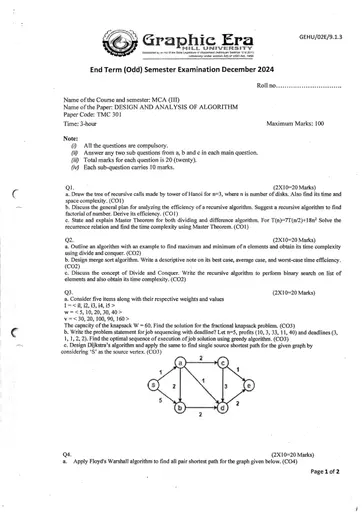 GEHU/02E/9.1.3
Graphic Era
HILL UNIVERSITY
End Term (Odd) Semester Examination December 2024
Roll no..............................
Name of the Course and semester: MCA (III)
Name of the Paper: DESIGN AND ANALYSIS OF ALGORITHM
Paper Code: TMC 301
Time: 3-hour Maximum Marks: 100
Note:
(i) All the questions are compulsory.
(ii) Answer any two sub questions from a, b and c in each main question.
(iii) Total marks for each question is 20 (twenty).
(iv) Each sub-question carries 10 marks.
Q1. (2X10=20 Marks)
a. Draw the tree of recursive calls made by tower of Hanoi for n=3, where n is number of disks. Also find its time and
space complexity. (CO1)
b. Discuss the general plan for analyzing the efficiency of a recursive algorithm. Suggest a recursive algorithm to find
factorial of number. Derive its efficiency. (CO1)
c. State and explain Master Theorem for both dividing and difference algorithm. For T(n)=7T(n/2)+18n² Solve the
recurrence relation and find the time complexity using Master Theorem. (CO1)
Q2. (2X10=20 Marks)
a. Outline an algorithm with an example to find maximum and minimum of n elements and obtain its time complexity
using divide and conquer. (CO2)
b. Design merge sort algorithm. Write a descriptive note on its best case, average case, and worst-case time efficiency.
(CO2)
c. Discuss the concept of Divide and Conquer. Write the recursive algorithm to perform binary search on list of
elements and also obtain its time complexity. (CO2)
Q3. (2X10=20 Marks)
a. Consider five items along with their respective weights and values
I = < i1, i2, i3, i4, i5 >
w = < 5, 10, 20, 30, 40 >
v = < 30, 20, 100, 90, 160 >
The capacity of the knapsack W = 60. Find the solution for the fractional knapsack problem. (CO3)
b. Write the problem statement for job sequencing with deadline? Let n=5, profits (10, 3, 33, 11, 40) and deadlines (3,
1, 1, 2, 2). Find the optimal sequence of execution of job solution using greedy algorithm. (CO3)
c. Design Dijkstra's algorithm and apply the same to find single source shortest path for the given graph by
considering 'S' as the source vertex. (CO3)
2
a c
1 2 1 3 2
s e
5
b d
2
Q4. (2X10=20 Marks)
a. Apply Floyd's Warshall algorithm to find all pair shortest path for the graph given below. (CO4)
Page 1 of 2